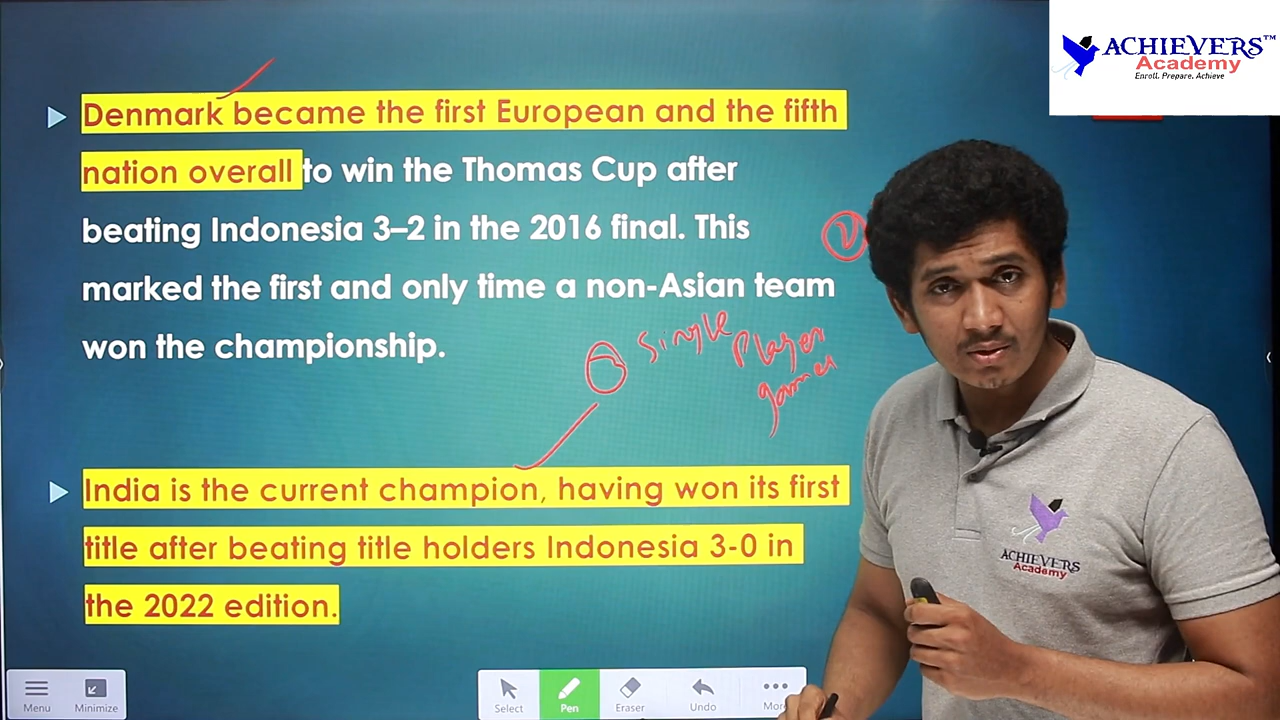 ACHIEVERS™
Academy
Enroll. Prepare. Achieve
Denmark became the first European and the fifth
nation overall to win the Thomas Cup after
beating Indonesia 3–2 in the 2016 final. This
marked the first and only time a non-Asian team
won the championship.
Single Player
games
India is the current champion, having won its first
title after beating title holders Indonesia 3-0 in
the 2022 edition.
ACHIEVERS
Academy
Menu
Minimize
Select
Pen
Eraser
Undo